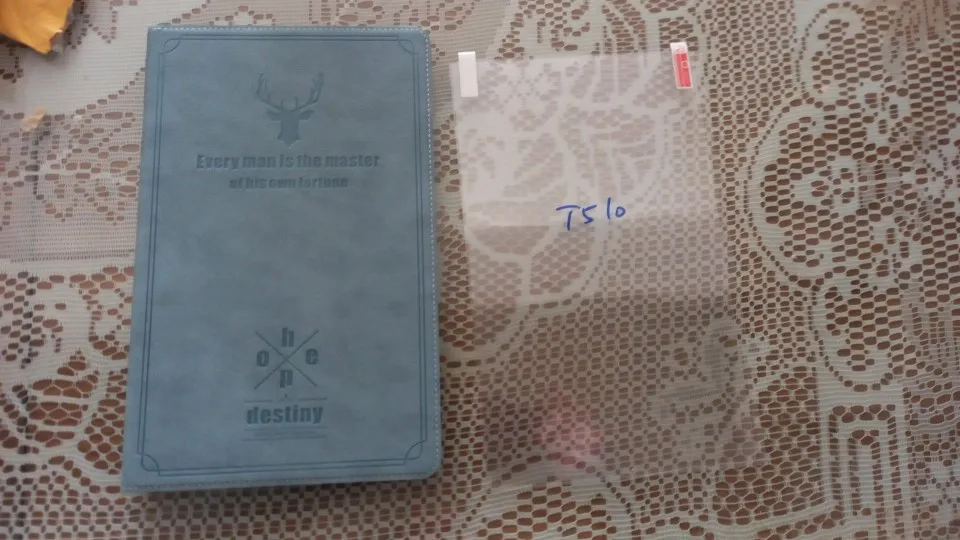 Every man is the master
of his own fortune
h
o e
p
destiny
T510